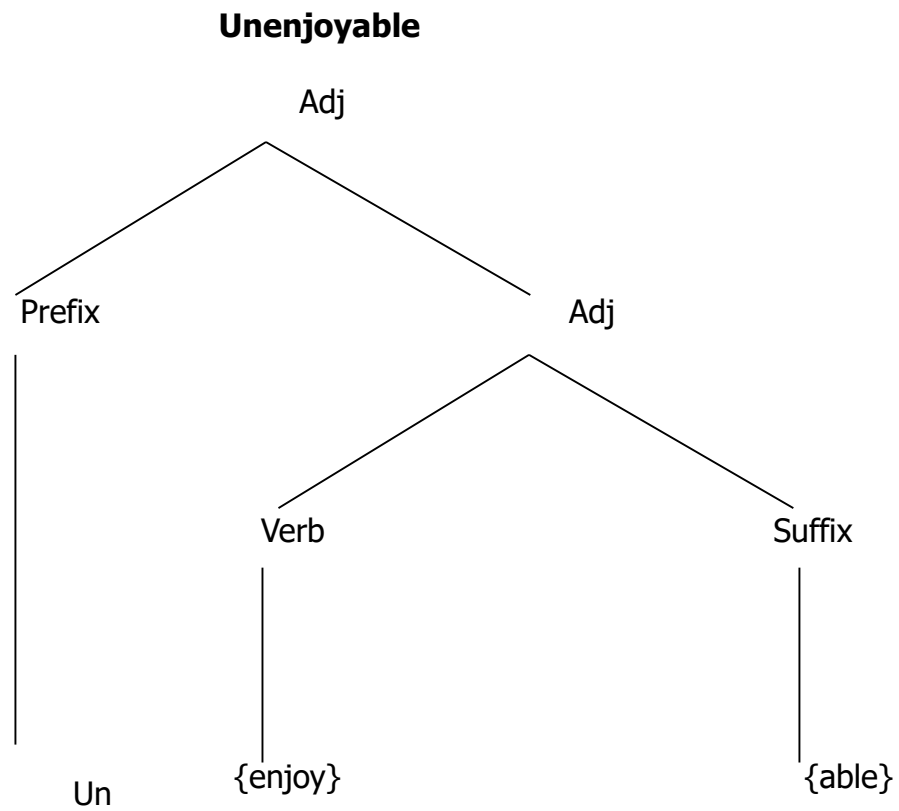 Unenjoyable
Adj
Prefix Adj
Verb Suffix
Un {enjoy} {able}